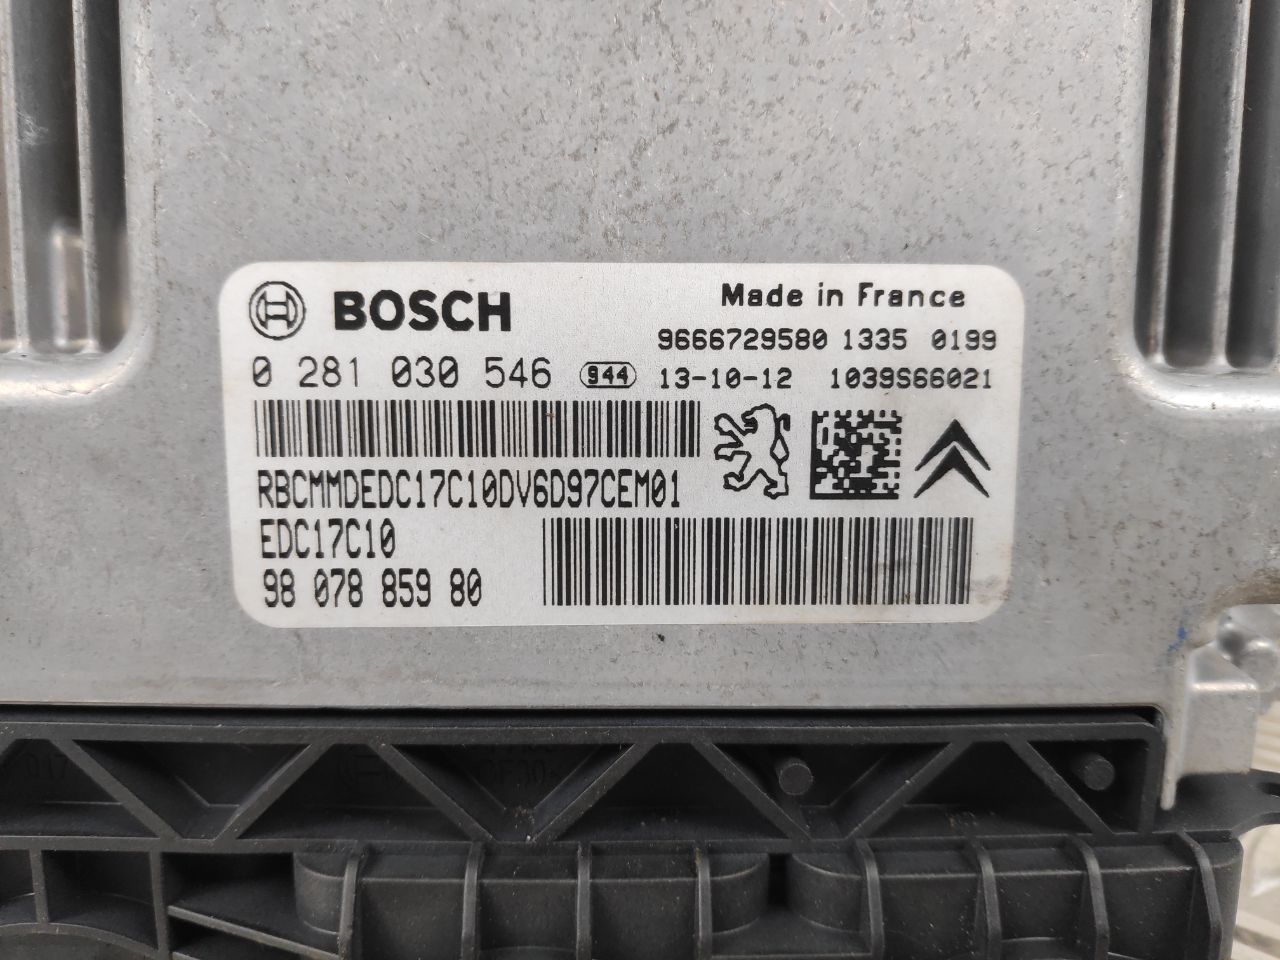 BOSCH
Made in France
9666729580 1335 0199
0 281 030 546 944 13-10-12 1039S66021
RBCMMDEDC17C10DV6D97CEM01
EDC17C10
98 078 859 80